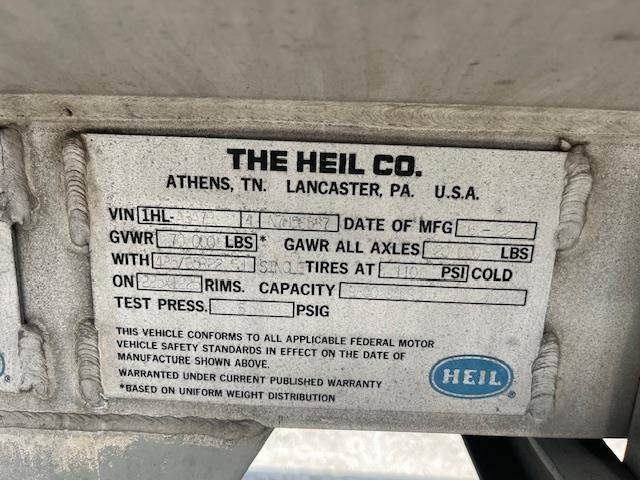 THE HEIL CO.
ATHENS, TN. LANCASTER, PA. U.S.A.
VIN 1HL- DATE OF MFG
GVWR LBS* GAWR ALL AXLES LBS
WITH TIRES AT 110 PSI COLD
ON RIMS. CAPACITY
TEST PRESS. PSIG
THIS VEHICLE CONFORMS TO ALL APPLICABLE FEDERAL MOTOR
VEHICLE SAFETY STANDARDS IN EFFECT ON THE DATE OF
MANUFACTURE SHOWN ABOVE.
WARRANTED UNDER CURRENT PUBLISHED WARRANTY
*BASED ON UNIFORM WEIGHT DISTRIBUTION
HEIL®